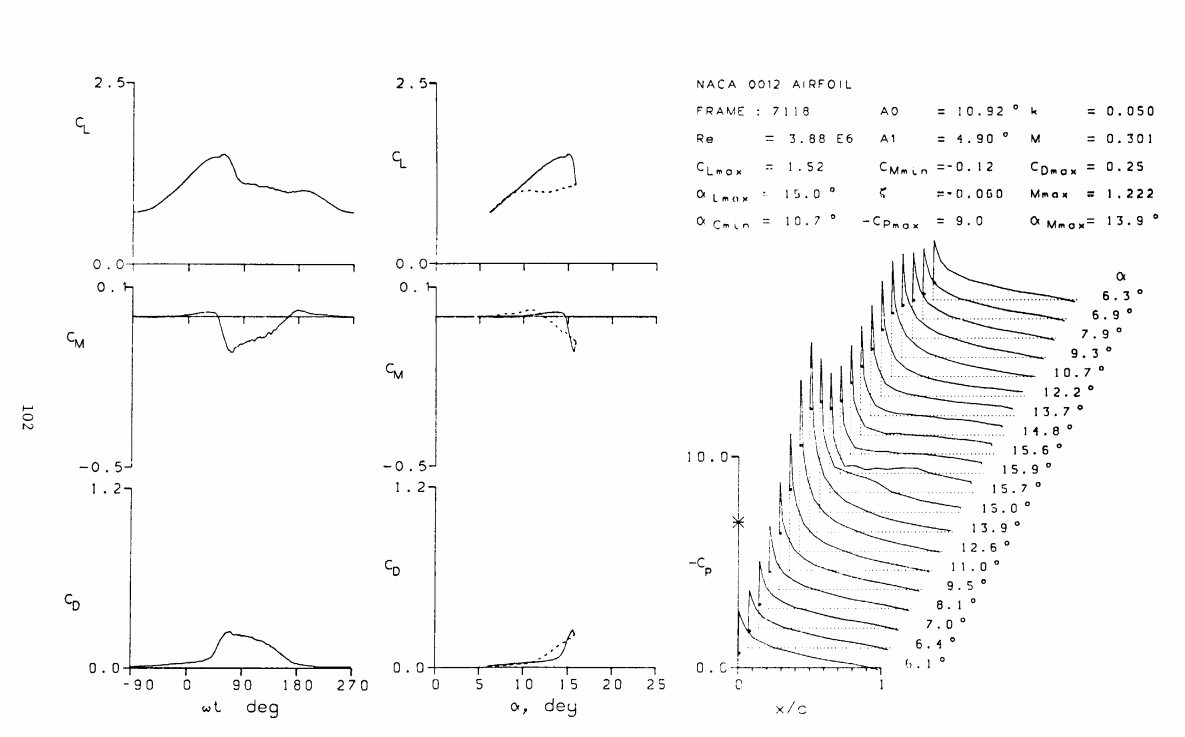 NACA 0012 AIRFOIL
FRAME : 7118 A0 = 10.92 ° k = 0.050
Re = 3.88 E6 A1 = 4.90 ° M = 0.301
CLmax = 1.52 CMmin =-0.12 CDmax = 0.25
αLmax = 15.0 ° ζ =-0.060 Mmax = 1.222
αCmin = 10.7 ° -CPmax = 9.0 αMmax= 13.9 °
2.5
CL
0.0
2.5
CL
0.0
0.1
CM
-0.5
0.1
CM
-0.5
1.2
CD
0.0
-90 0 90 180 270
ωt deg
1.2
CD
0.0
0 5 10 15 20 25
α, deg
10.0
-Cp
0.0
0 1
x/c
α
6.3 °
6.9 °
7.9 °
9.3 °
10.7 °
12.2 °
13.7 °
14.8 °
15.6 °
15.9 °
15.7 °
15.0 °
13.9 °
12.6 °
11.0 °
9.5 °
8.1 °
7.0 °
6.4 °
6.1 °
102